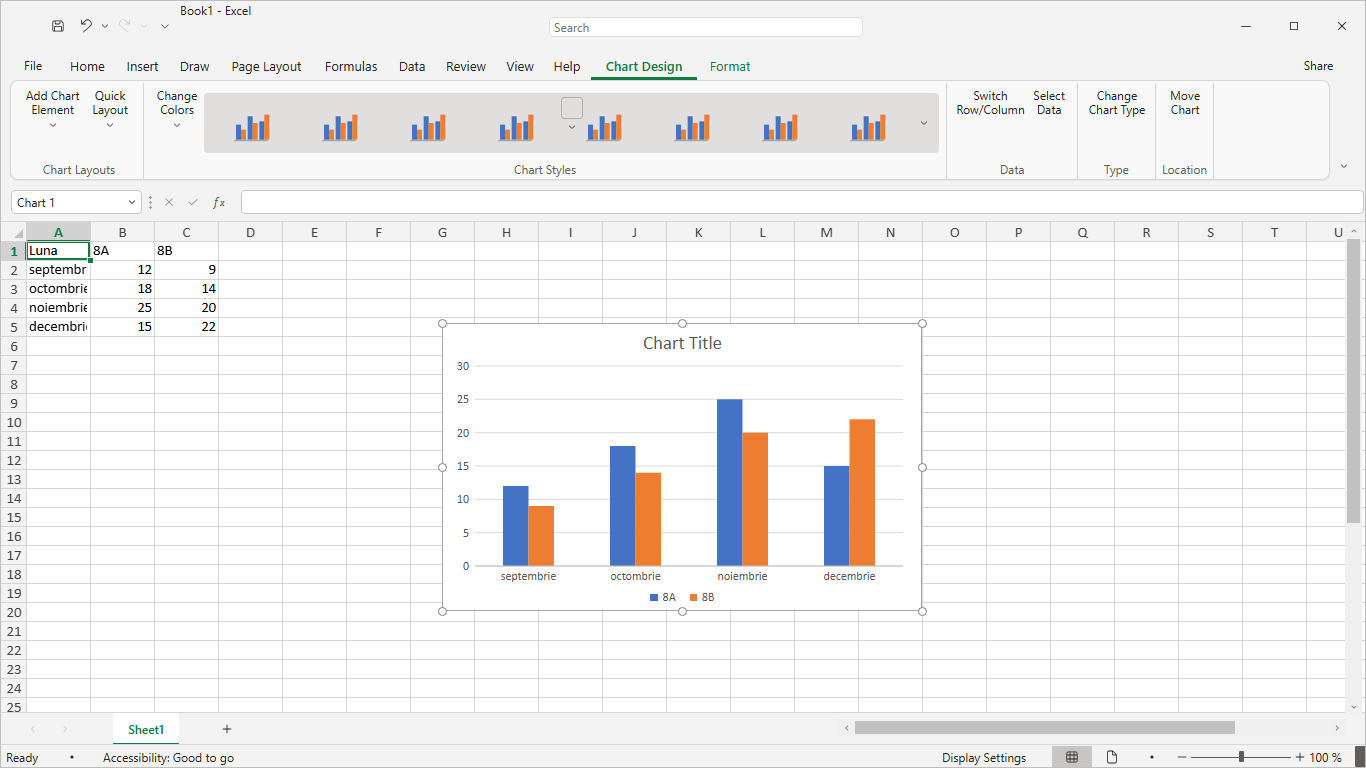 Book1 - Excel
Search
File Home Insert Draw Page Layout Formulas Data Review View Help Chart Design Format Share
Add Chart Element
Quick Layout
Chart Layouts
Change Colors
Chart Styles
Switch Row/Column
Select Data
Data
Change Chart Type
Type
Move Chart
Location
Chart 1
fx
A B C D E F G H I J K L M N O P Q R S T U
1 Luna 8A 8B
2 septembr 12 9
3 octombrie 18 14
4 noiembrie 25 20
5 decembri 15 22
6
7
8
9
10
11
12
13
14
15
16
17
18
19
20
21
22
23
24
25
Chart Title
30
25
20
15
10
5
0
septembrie octombrie noiembrie decembrie
8A 8B
Sheet1
Ready
Accessibility: Good to go
Display Settings
100 %